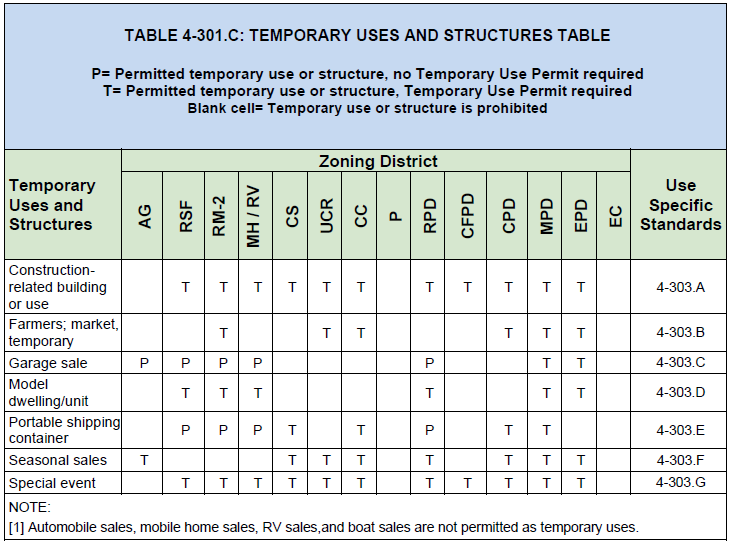 TABLE 4-301.C: TEMPORARY USES AND STRUCTURES TABLE
P= Permitted temporary use or structure, no Temporary Use Permit required
T= Permitted temporary use or structure, Temporary Use Permit required
Blank cell= Temporary use or structure is prohibited
Temporary Uses and Structures
Zoning District
Use Specific Standards
AG RSF RM-2 MH / RV CS UCR CC P RPD CFPD CPD MPD EPD EC
Construction-
related building
or use
T T T T T T T T T T T 4-303.A
Farmers; market,
temporary
T T T T T T 4-303.B
Garage sale P P P P P T T 4-303.C
Model
dwelling/unit
T T T T T T 4-303.D
Portable shipping
container
P P P T T P T T 4-303.E
Seasonal sales T T T T T T T T 4-303.F
Special event T T T T T T T T T T T 4-303.G
NOTE:
[1] Automobile sales, mobile home sales, RV sales,and boat sales are not permitted as temporary uses.